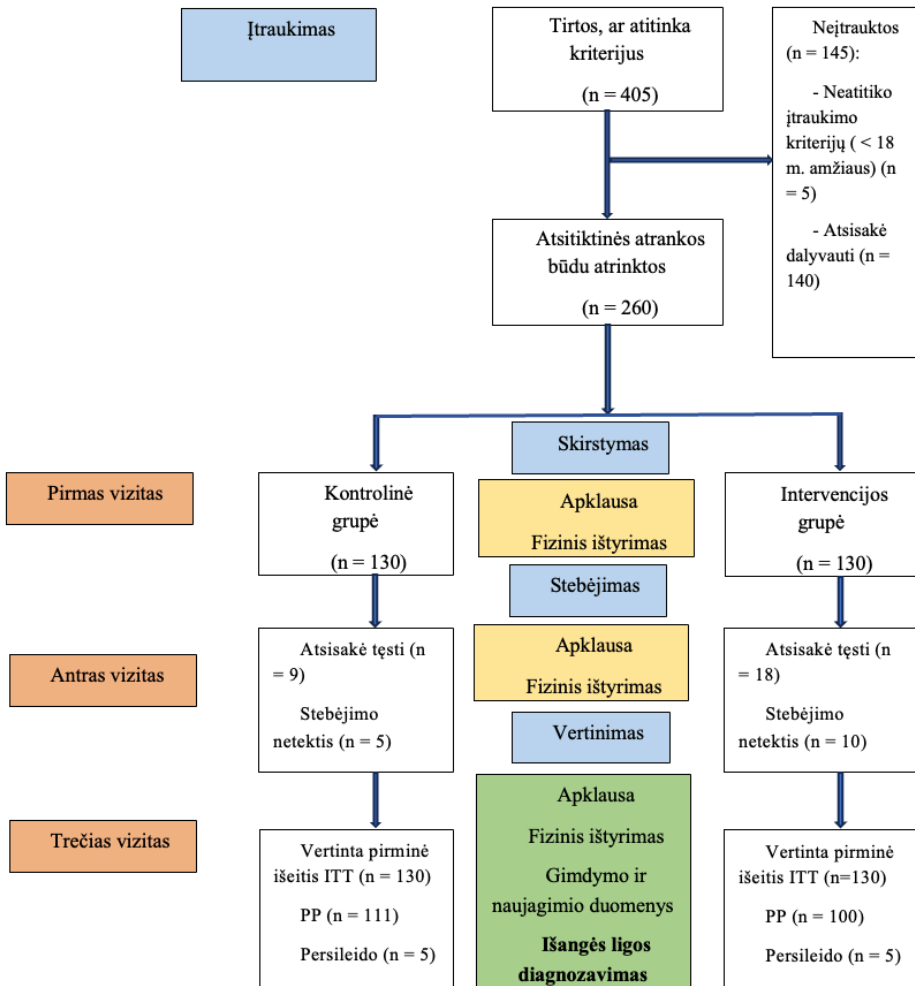 Įtraukimas
Tirtos, ar atitinka
kriterijus
(n = 405)
Neįtrauktos
(n = 145):
- Neatitiko
įtraukimo
kriterijų ( < 18
m. amžiaus) (n
= 5)
- Atsisakė
dalyvauti (n =
140)
Atsitiktinės atrankos
būdu atrinktos
(n = 260)
Skirstymas
Pirmas vizitas
Kontrolinė
grupė
(n = 130)
Apklausa
Fizinis ištyrimas
Intervencijos
grupė
(n = 130)
Stebėjimas
Antras vizitas
Atsisakė tęsti (n
= 9)
Stebėjimo
netektis (n = 5)
Apklausa
Fizinis ištyrimas
Atsisakė tęsti (n
= 18)
Stebėjimo
netektis (n = 10)
Vertinimas
Trečias vizitas
Vertinta pirminė
išeitis ITT (n = 130)
PP (n = 111)
Persileido (n = 5)
Apklausa
Fizinis ištyrimas
Gimdymo ir
naujagimio duomenys
Išangės ligos
diagnozavimas
Vertinta pirminė
išeitis ITT (n=130)
PP (n = 100)
Persileido (n = 5)